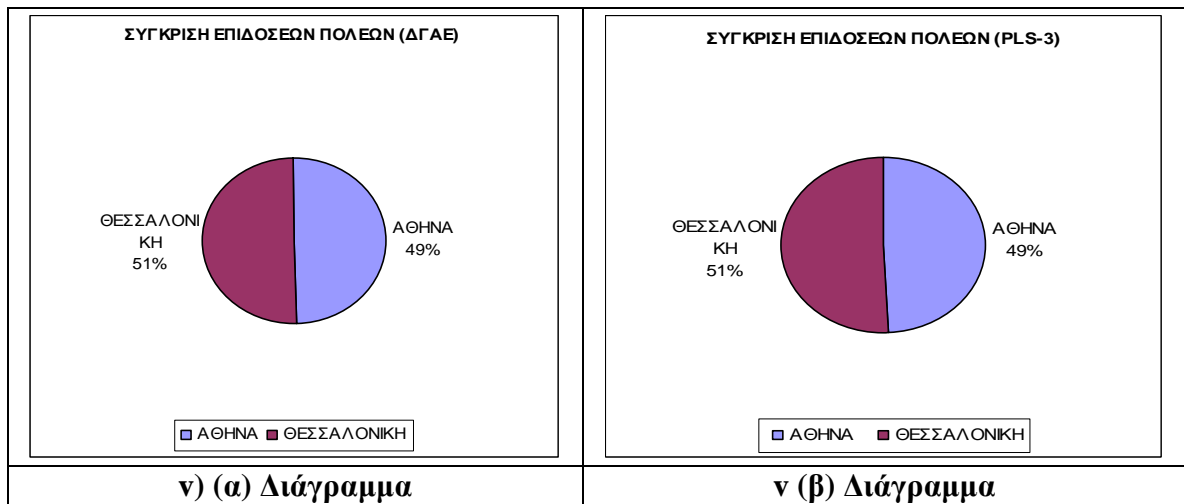 ΣΥΓΚΡΙΣΗ ΕΠΙΔΟΣΕΩΝ ΠΟΛΕΩΝ (ΔΓΑΕ)
ΘΕΣΣΑΛΟΝΙ
ΚΗ
51%
ΑΘΗΝΑ
49%
ΑΘΗΝΑ ΘΕΣΣΑΛΟΝΙΚΗ
v) (α) Διάγραμμα
ΣΥΓΚΡΙΣΗ ΕΠΙΔΟΣΕΩΝ ΠΟΛΕΩΝ (PLS-3)
ΘΕΣΣΑΛΟΝΙ
ΚΗ
51%
ΑΘΗΝΑ
49%
ΑΘΗΝΑ ΘΕΣΣΑΛΟΝΙΚΗ
v (β) Διάγραμμα